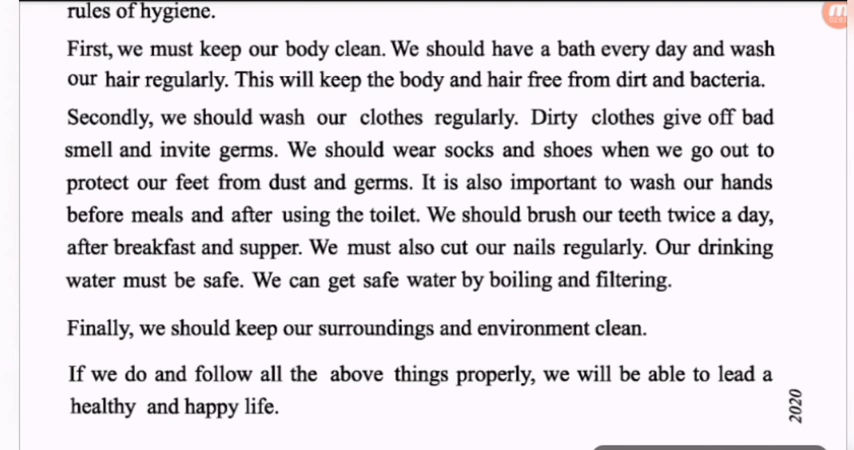 rules of hygiene.
First, we must keep our body clean. We should have a bath every day and wash
our hair regularly. This will keep the body and hair free from dirt and bacteria.
Secondly, we should wash our clothes regularly. Dirty clothes give off bad
smell and invite germs. We should wear socks and shoes when we go out to
protect our feet from dust and germs. It is also important to wash our hands
before meals and after using the toilet. We should brush our teeth twice a day,
after breakfast and supper. We must also cut our nails regularly. Our drinking
water must be safe. We can get safe water by boiling and filtering.
Finally, we should keep our surroundings and environment clean.
If we do and follow all the above things properly, we will be able to lead a
healthy and happy life.
2020